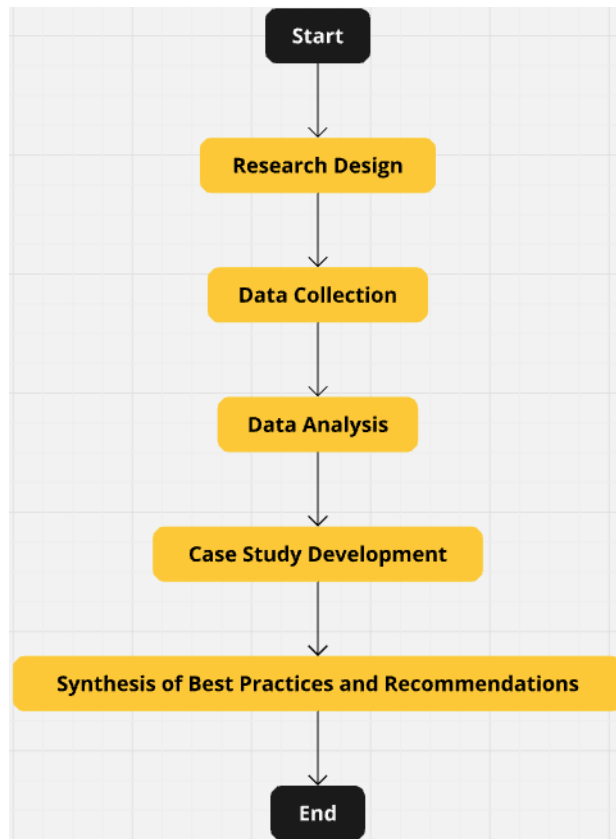 Start
Research Design
Data Collection
Data Analysis
Case Study Development
Synthesis of Best Practices and Recommendations
End